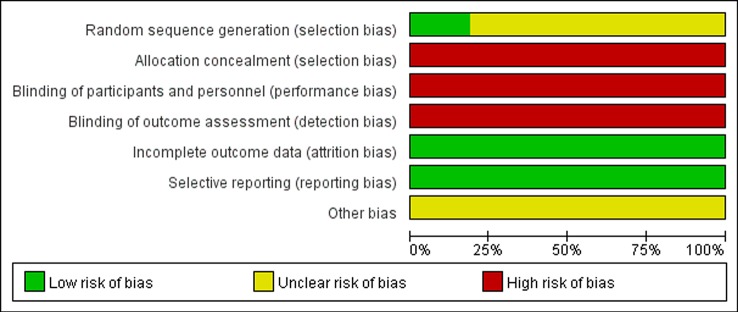 Random sequence generation (selection bias)
Allocation concealment (selection bias)
Blinding of participants and personnel (performance bias)
Blinding of outcome assessment (detection bias)
Incomplete outcome data (attrition bias)
Selective reporting (reporting bias)
Other bias
0% 25% 50% 75% 100%
Low risk of bias Unclear risk of bias High risk of bias